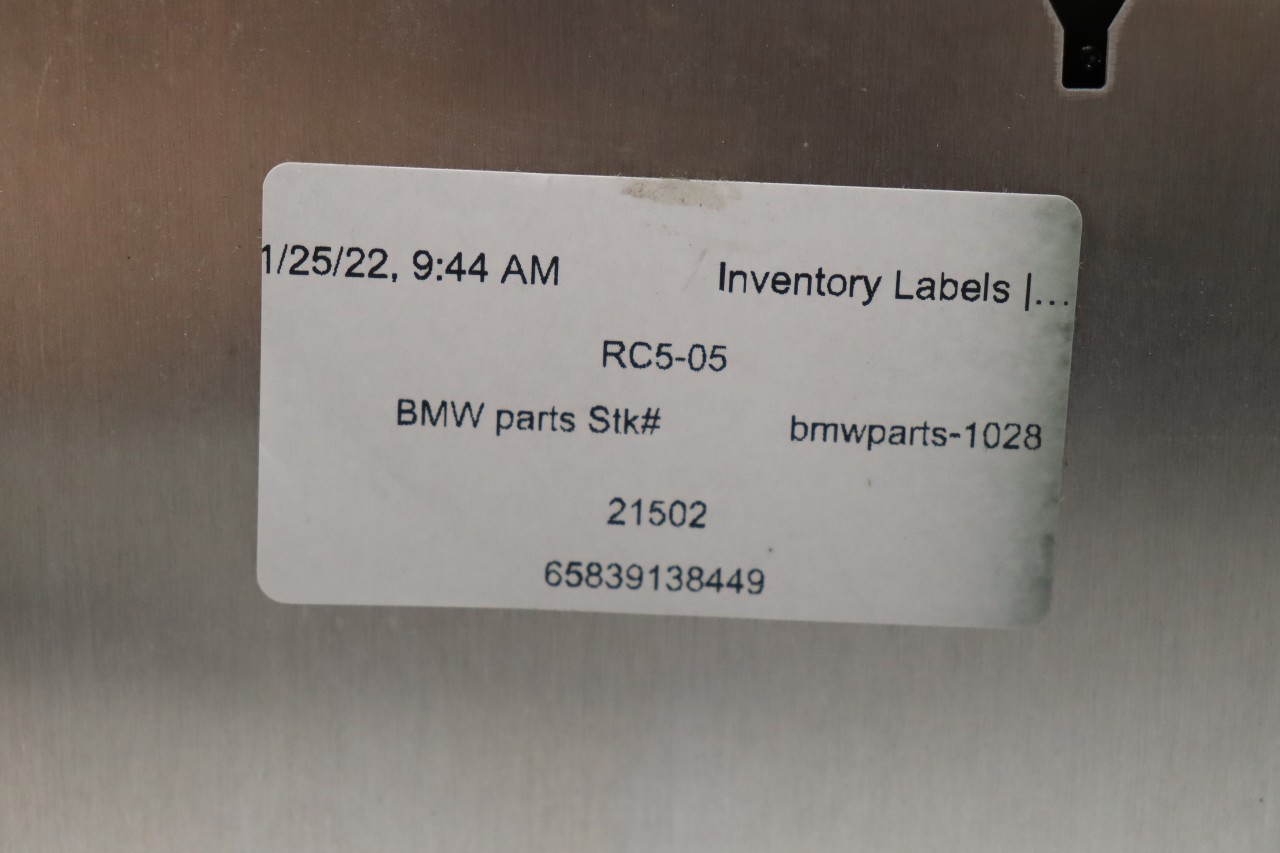 1/25/22, 9:44 AM Inventory Labels |...
RC5-05
BMW parts Stk# bmwparts-1028
21502
65839138449